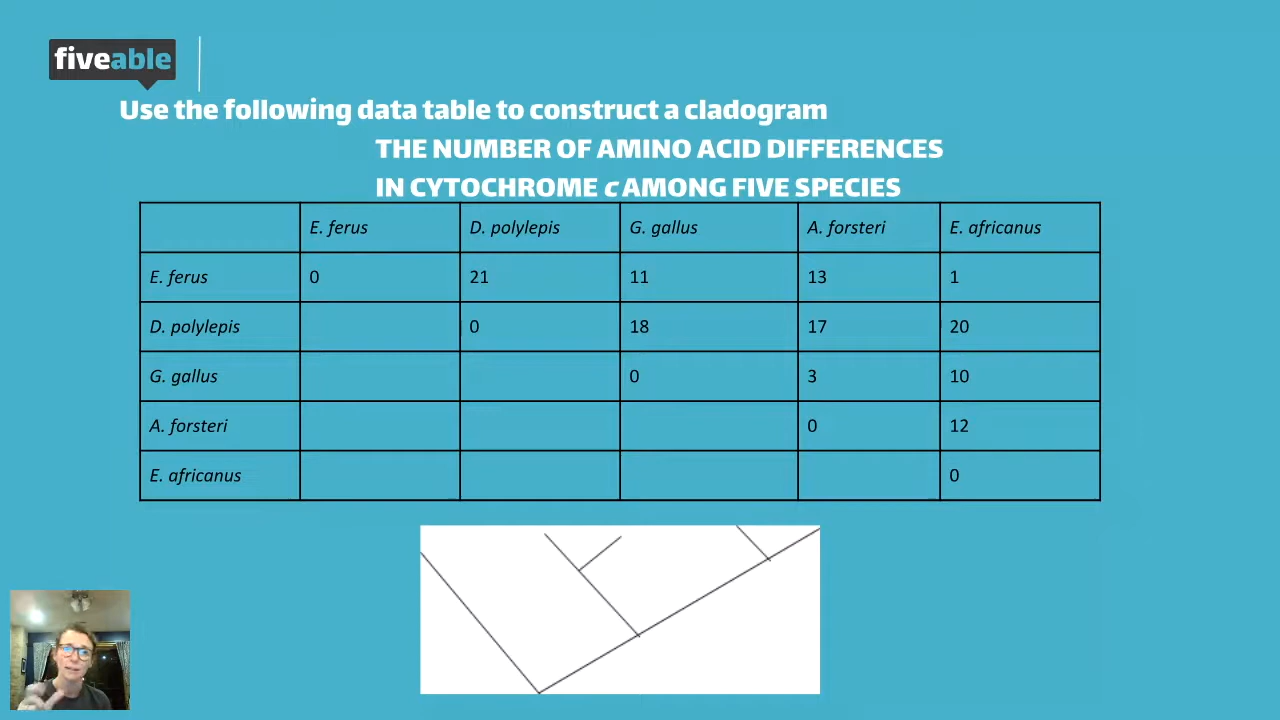 fiveable
Use the following data table to construct a cladogram
THE NUMBER OF AMINO ACID DIFFERENCES
IN CYTOCHROME c AMONG FIVE SPECIES
E. ferus D. polylepis G. gallus A. forsteri E. africanus
E. ferus 0 21 11 13 1
D. polylepis 0 18 17 20
G. gallus 0 3 10
A. forsteri 0 12
E. africanus 0